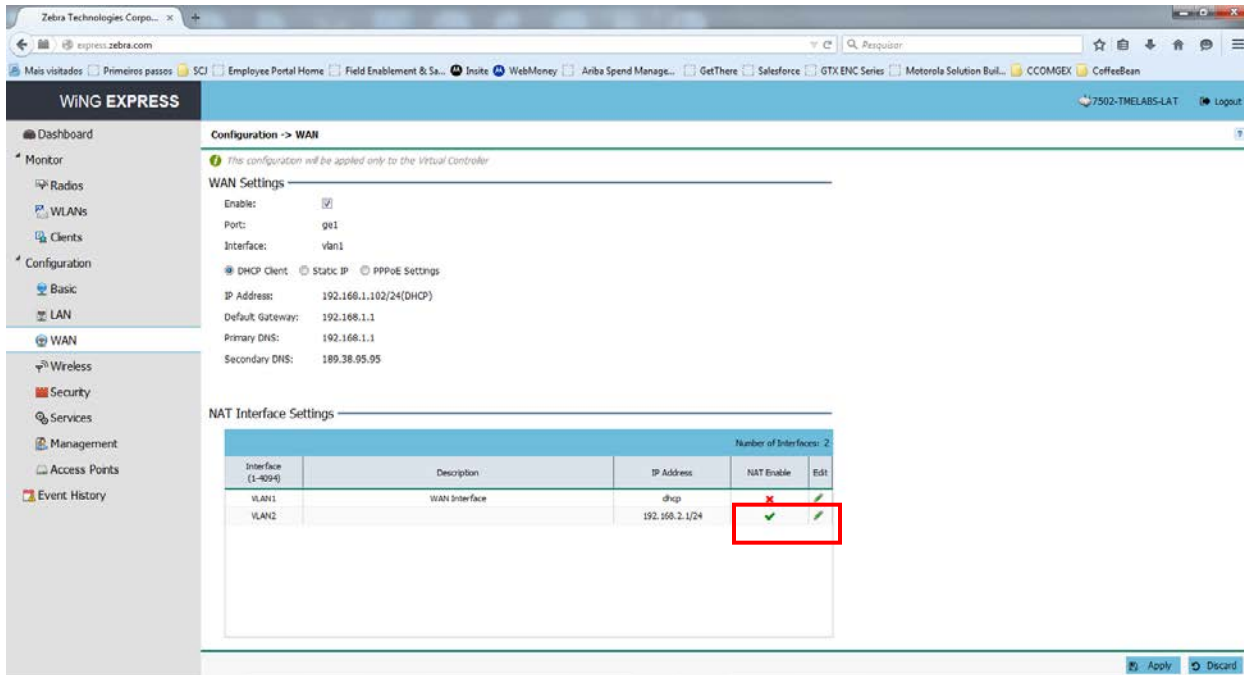 Zebra Technologies Corpo... × +
express.zebra.com
Pesquisar
Mais visitados Primeiros passos SCJ Employee Portal Home Field Enablement & Sa... Insite WebMoney Ariba Spend Manage... GetThere Salesforce GTX ENC Series Motorola Solution Buil... CCOMGEX CoffeeBean
WiNG EXPRESS
7502-TMELABS-LAT Logout
Dashboard
Configuration -> WAN
Monitor
This configuration will be applied only to the Virtual Controller
Radios
WLANs
Clients
Configuration
Basic
LAN
WAN
Wireless
Security
Services
Management
Access Points
Event History
WAN Settings
Enable:
Port: ge1
Interface: vlan1
DHCP Client Static IP PPPoE Settings
IP Address: 192.168.1.102/24(DHCP)
Default Gateway: 192.168.1.1
Primary DNS: 192.168.1.1
Secondary DNS: 189.38.95.95
NAT Interface Settings
Number of Interfaces: 2
Interface (1-4094) Description IP Address NAT Enable Edit
VLAN1 WAN Interface dhcp
VLAN2 192.168.2.1/24
Apply Discard